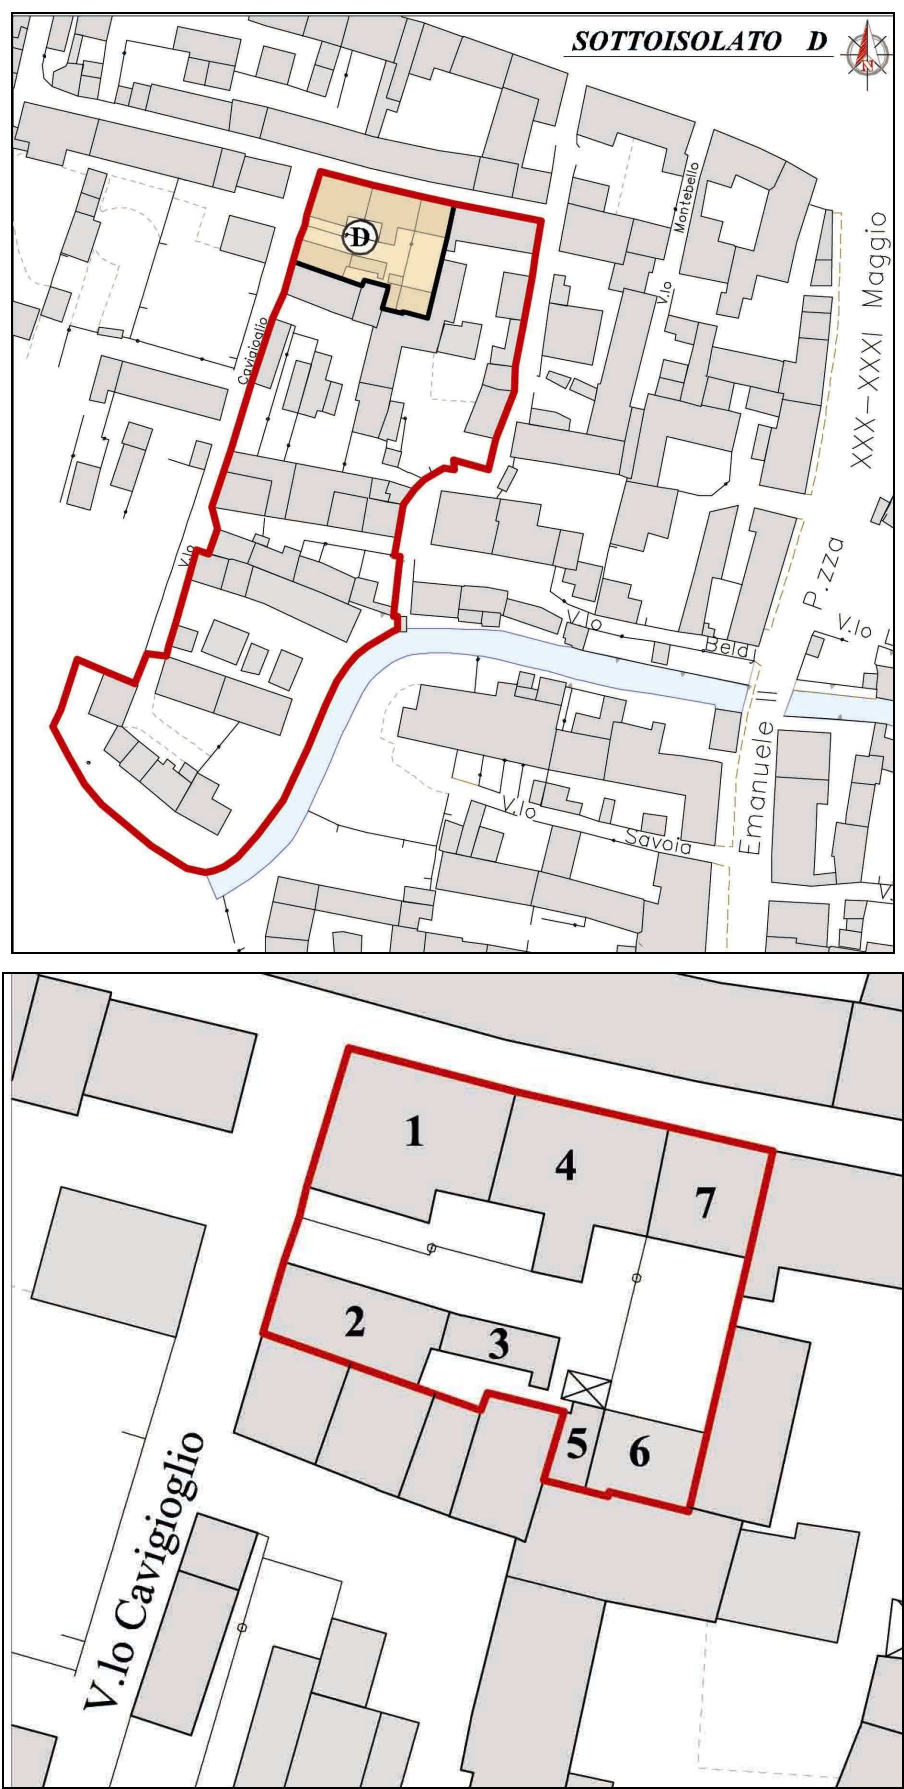 SOTTOISOLATO D
N
Montebello
V.lo
XXX-XXXI Maggio
D
Cavigioglio
V.lo
P.zza
V.lo
Beld
V.lo L
Emanuele II
V.lo
Savoia
V.
1
4
7
2
3
5
6
V.lo Cavigioglio